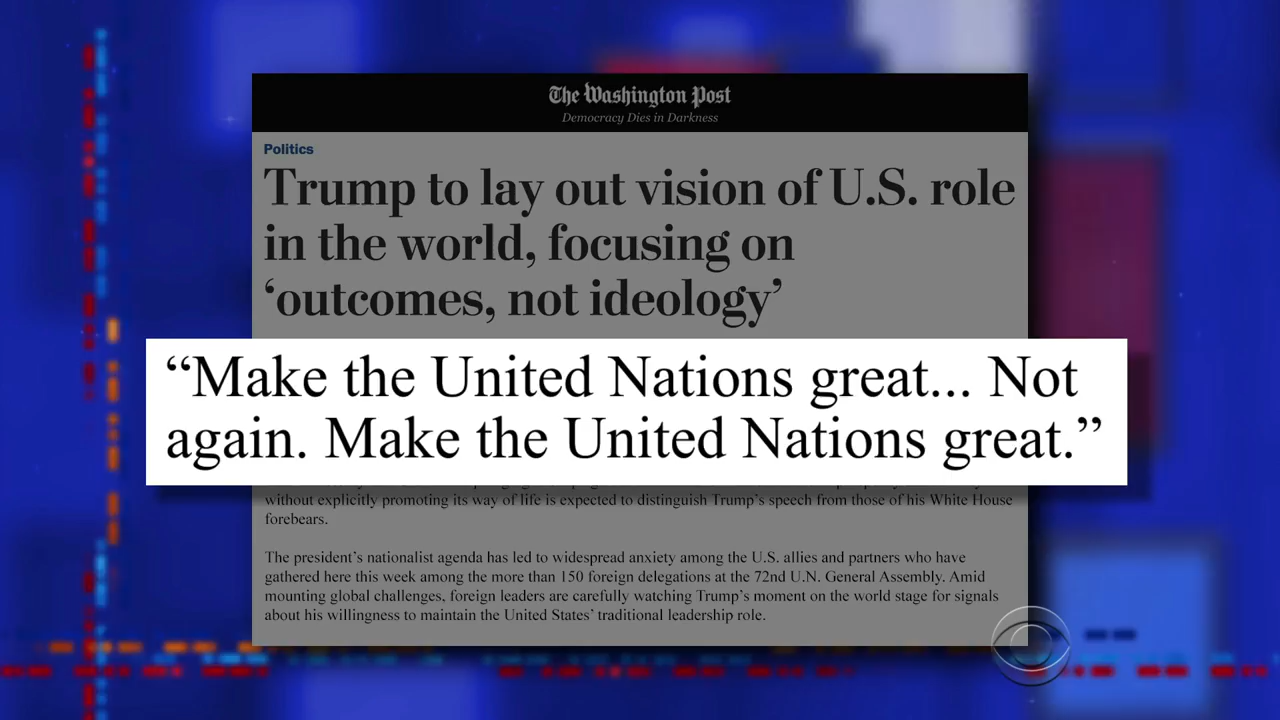 The Washington Post
Democracy Dies in Darkness
Politics
Trump to lay out vision of U.S. role
in the world, focusing on
‘outcomes, not ideology’
“Make the United Nations great... Not
again. Make the United Nations great.”
without explicitly promoting its way of life is expected to distinguish Trump’s speech from those of his White House
forebears.
The president’s nationalist agenda has led to widespread anxiety among the U.S. allies and partners who have
gathered here this week among the more than 150 foreign delegations at the 72nd U.N. General Assembly. Amid
mounting global challenges, foreign leaders are carefully watching Trump’s moment on the world stage for signals
about his willingness to maintain the United States’ traditional leadership role.